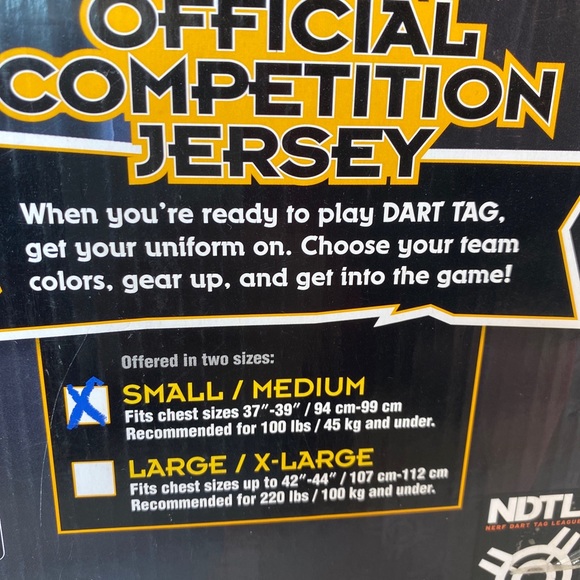 OFFICIAL
COMPETITION
JERSEY
When you're ready to play DART TAG,
get your uniform on. Choose your team
colors, gear up, and get into the game!
Offered in two sizes:
X SMALL / MEDIUM
Fits chest sizes 37"-39" / 94 cm-99 cm
Recommended for 100 lbs / 45 kg and under.
LARGE / X-LARGE
Fits chest sizes up to 42"-44" / 107 cm-112 cm
Recommended for 220 lbs / 100 kg and under.
NDTL
NERF DART TAG LEAGUE